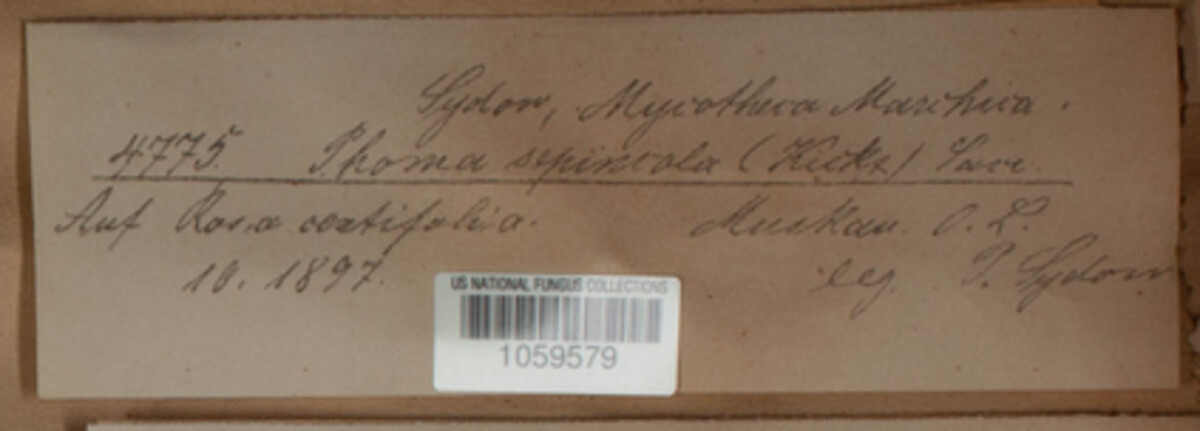 Sydow, Mycotheca Marchica.
4775. Phoma sepincola (Kickx) Sacc.
Auf Rosa centifolia. Muskau. O. L.
10. 1897. leg. P. Sydow
US NATIONAL FUNGUS COLLECTIONS
1059579